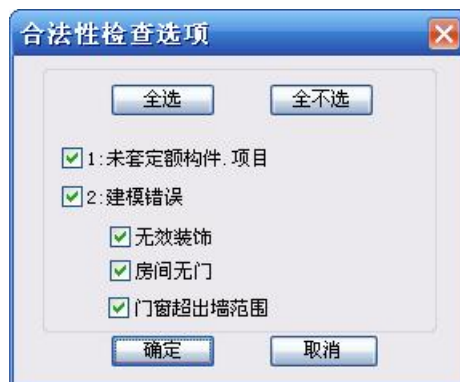 合法性检查选项
全选 全不选
1:未套定额构件.项目
2:建模错误
无效装饰
房间无门
门窗超出墙范围
确定 取消